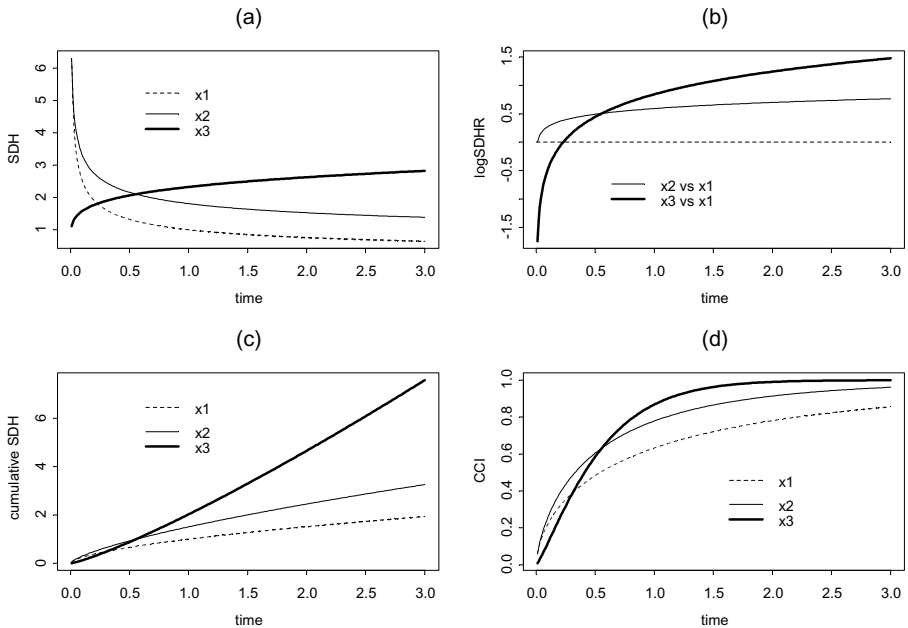 (a)
SDH
6
5
4
3
2
1
x1
x2
x3
0.0 0.5 1.0 1.5 2.0 2.5 3.0
time
(b)
logSDHR
1.5
0.5
-0.5
-1.5
x2 vs x1
x3 vs x1
0.0 0.5 1.0 1.5 2.0 2.5 3.0
time
(c)
cumulative SDH
6
4
2
0
x1
x2
x3
0.0 0.5 1.0 1.5 2.0 2.5 3.0
time
(d)
CCI
1.0
0.8
0.6
0.4
0.2
0.0
x1
x2
x3
0.0 0.5 1.0 1.5 2.0 2.5 3.0
time